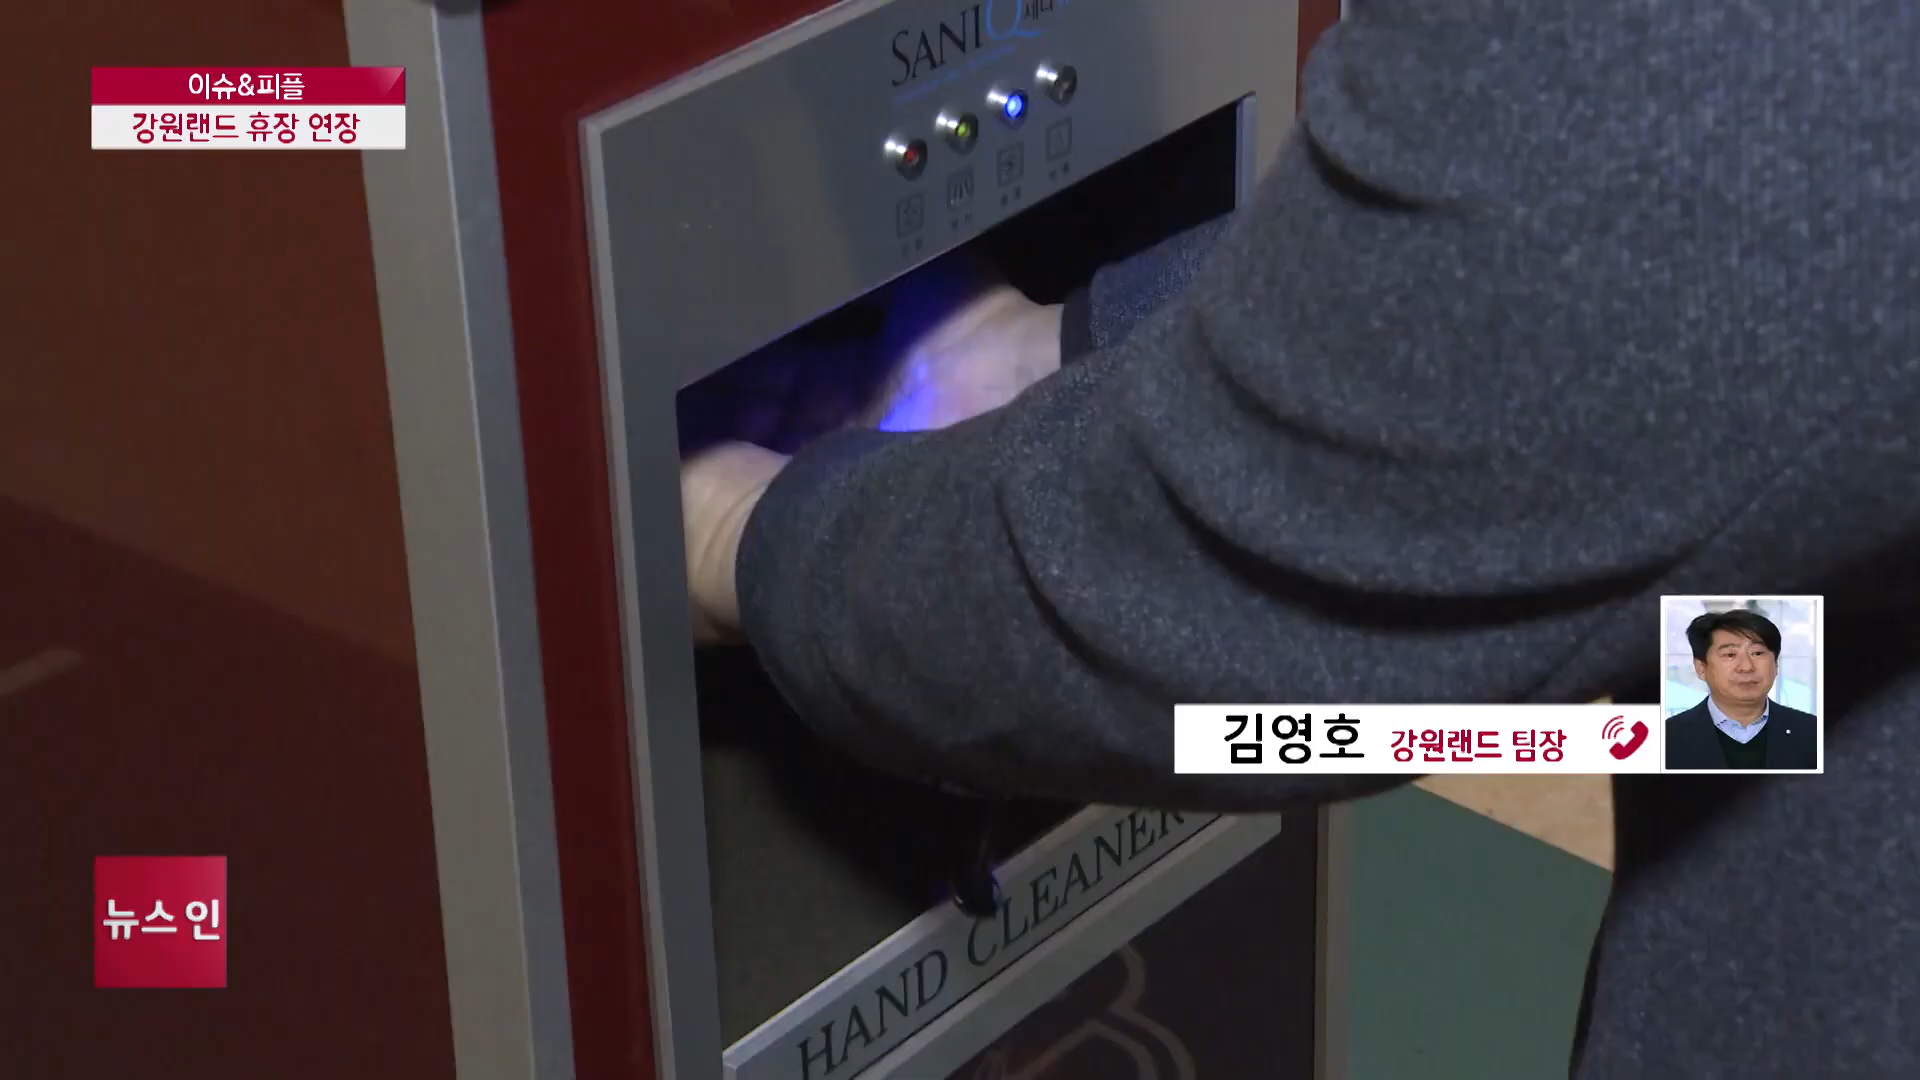 이슈&피플
강원랜드 휴장 연장
SANIQ
김영호 강원랜드 팀장
HAND CLEANER
뉴스인